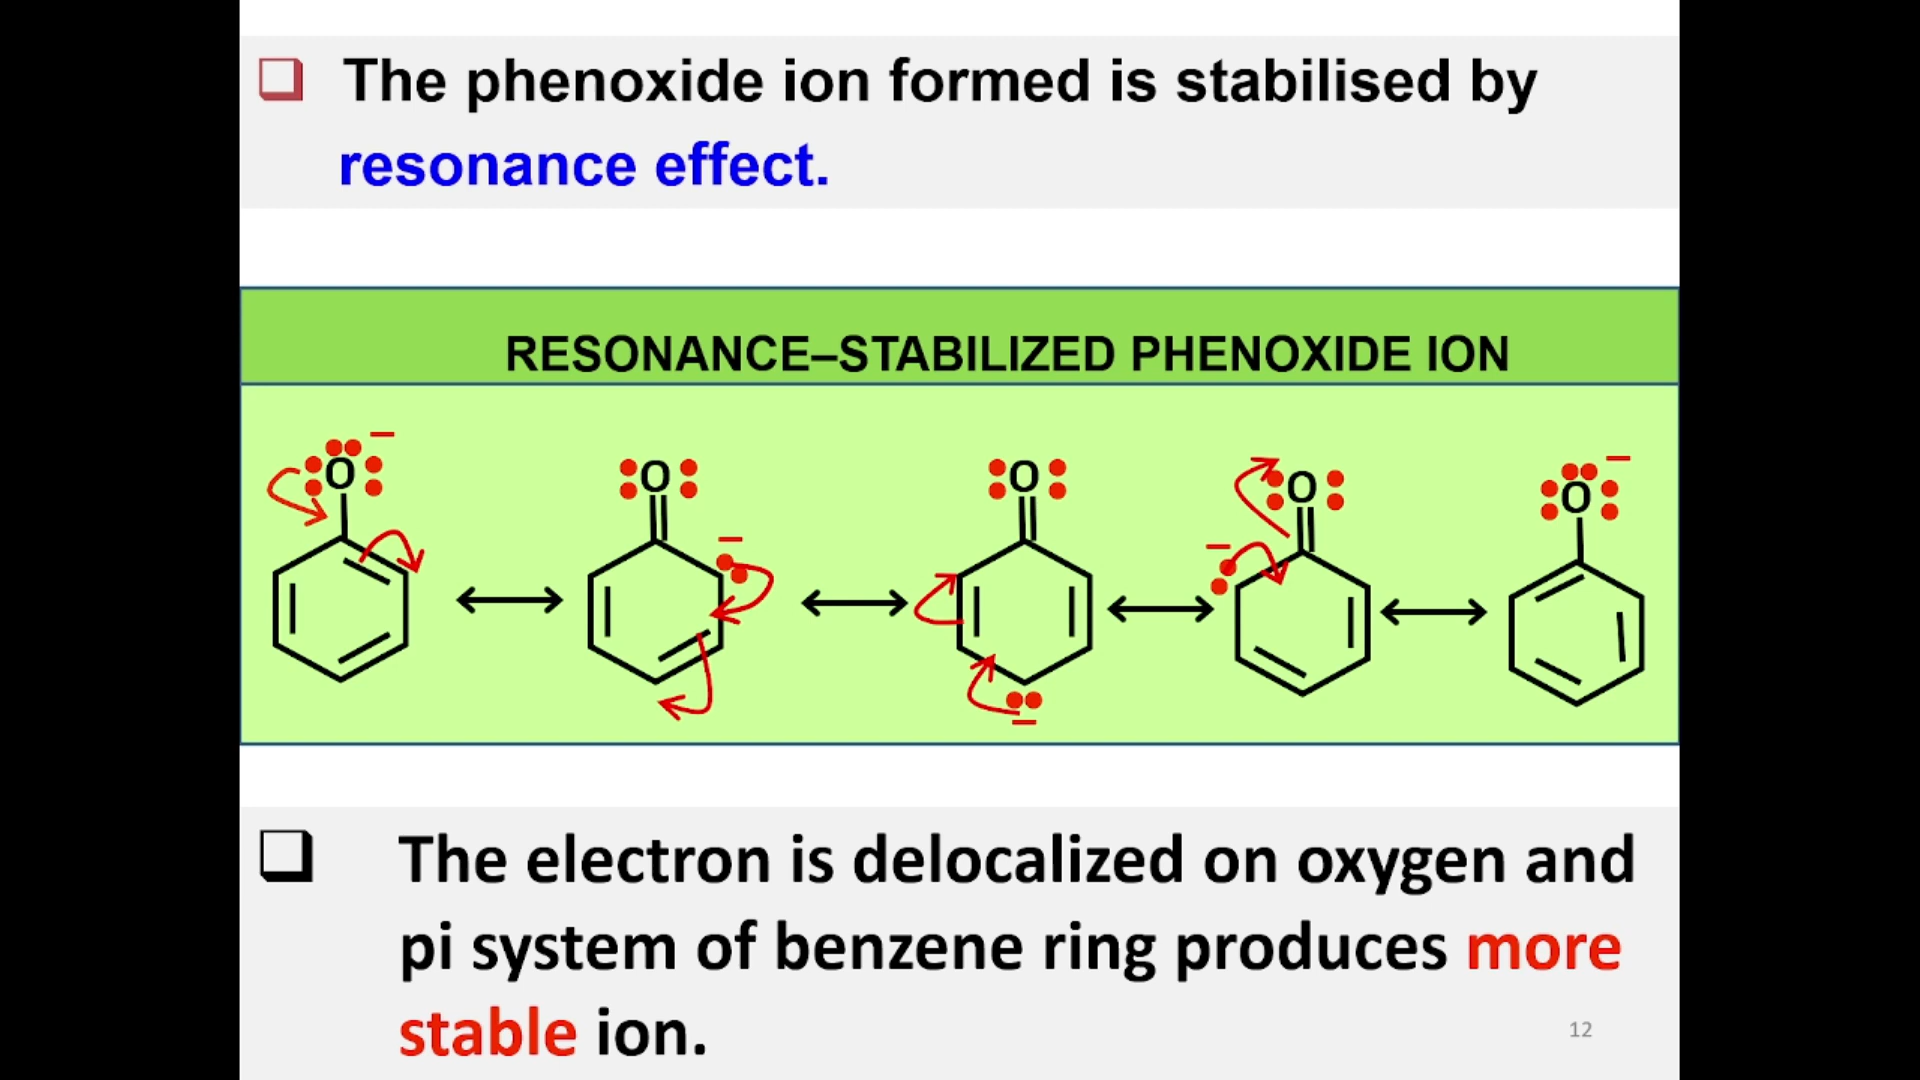 The phenoxide ion formed is stabilised by
resonance effect.
RESONANCE–STABILIZED PHENOXIDE ION
O O O O O
The electron is delocalized on oxygen and
pi system of benzene ring produces more
stable ion.
12